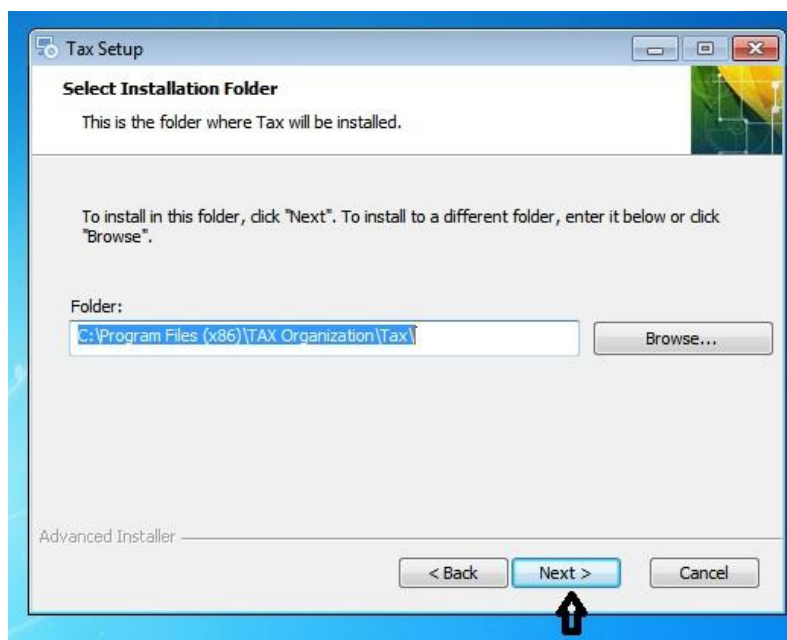 Tax Setup
Select Installation Folder
This is the folder where Tax will be installed.
To install in this folder, click "Next". To install to a different folder, enter it below or click
"Browse".
Folder:
C:\Program Files (x86)\TAX Organization\Tax\
Browse...
Advanced Installer
< Back
Next >
Cancel